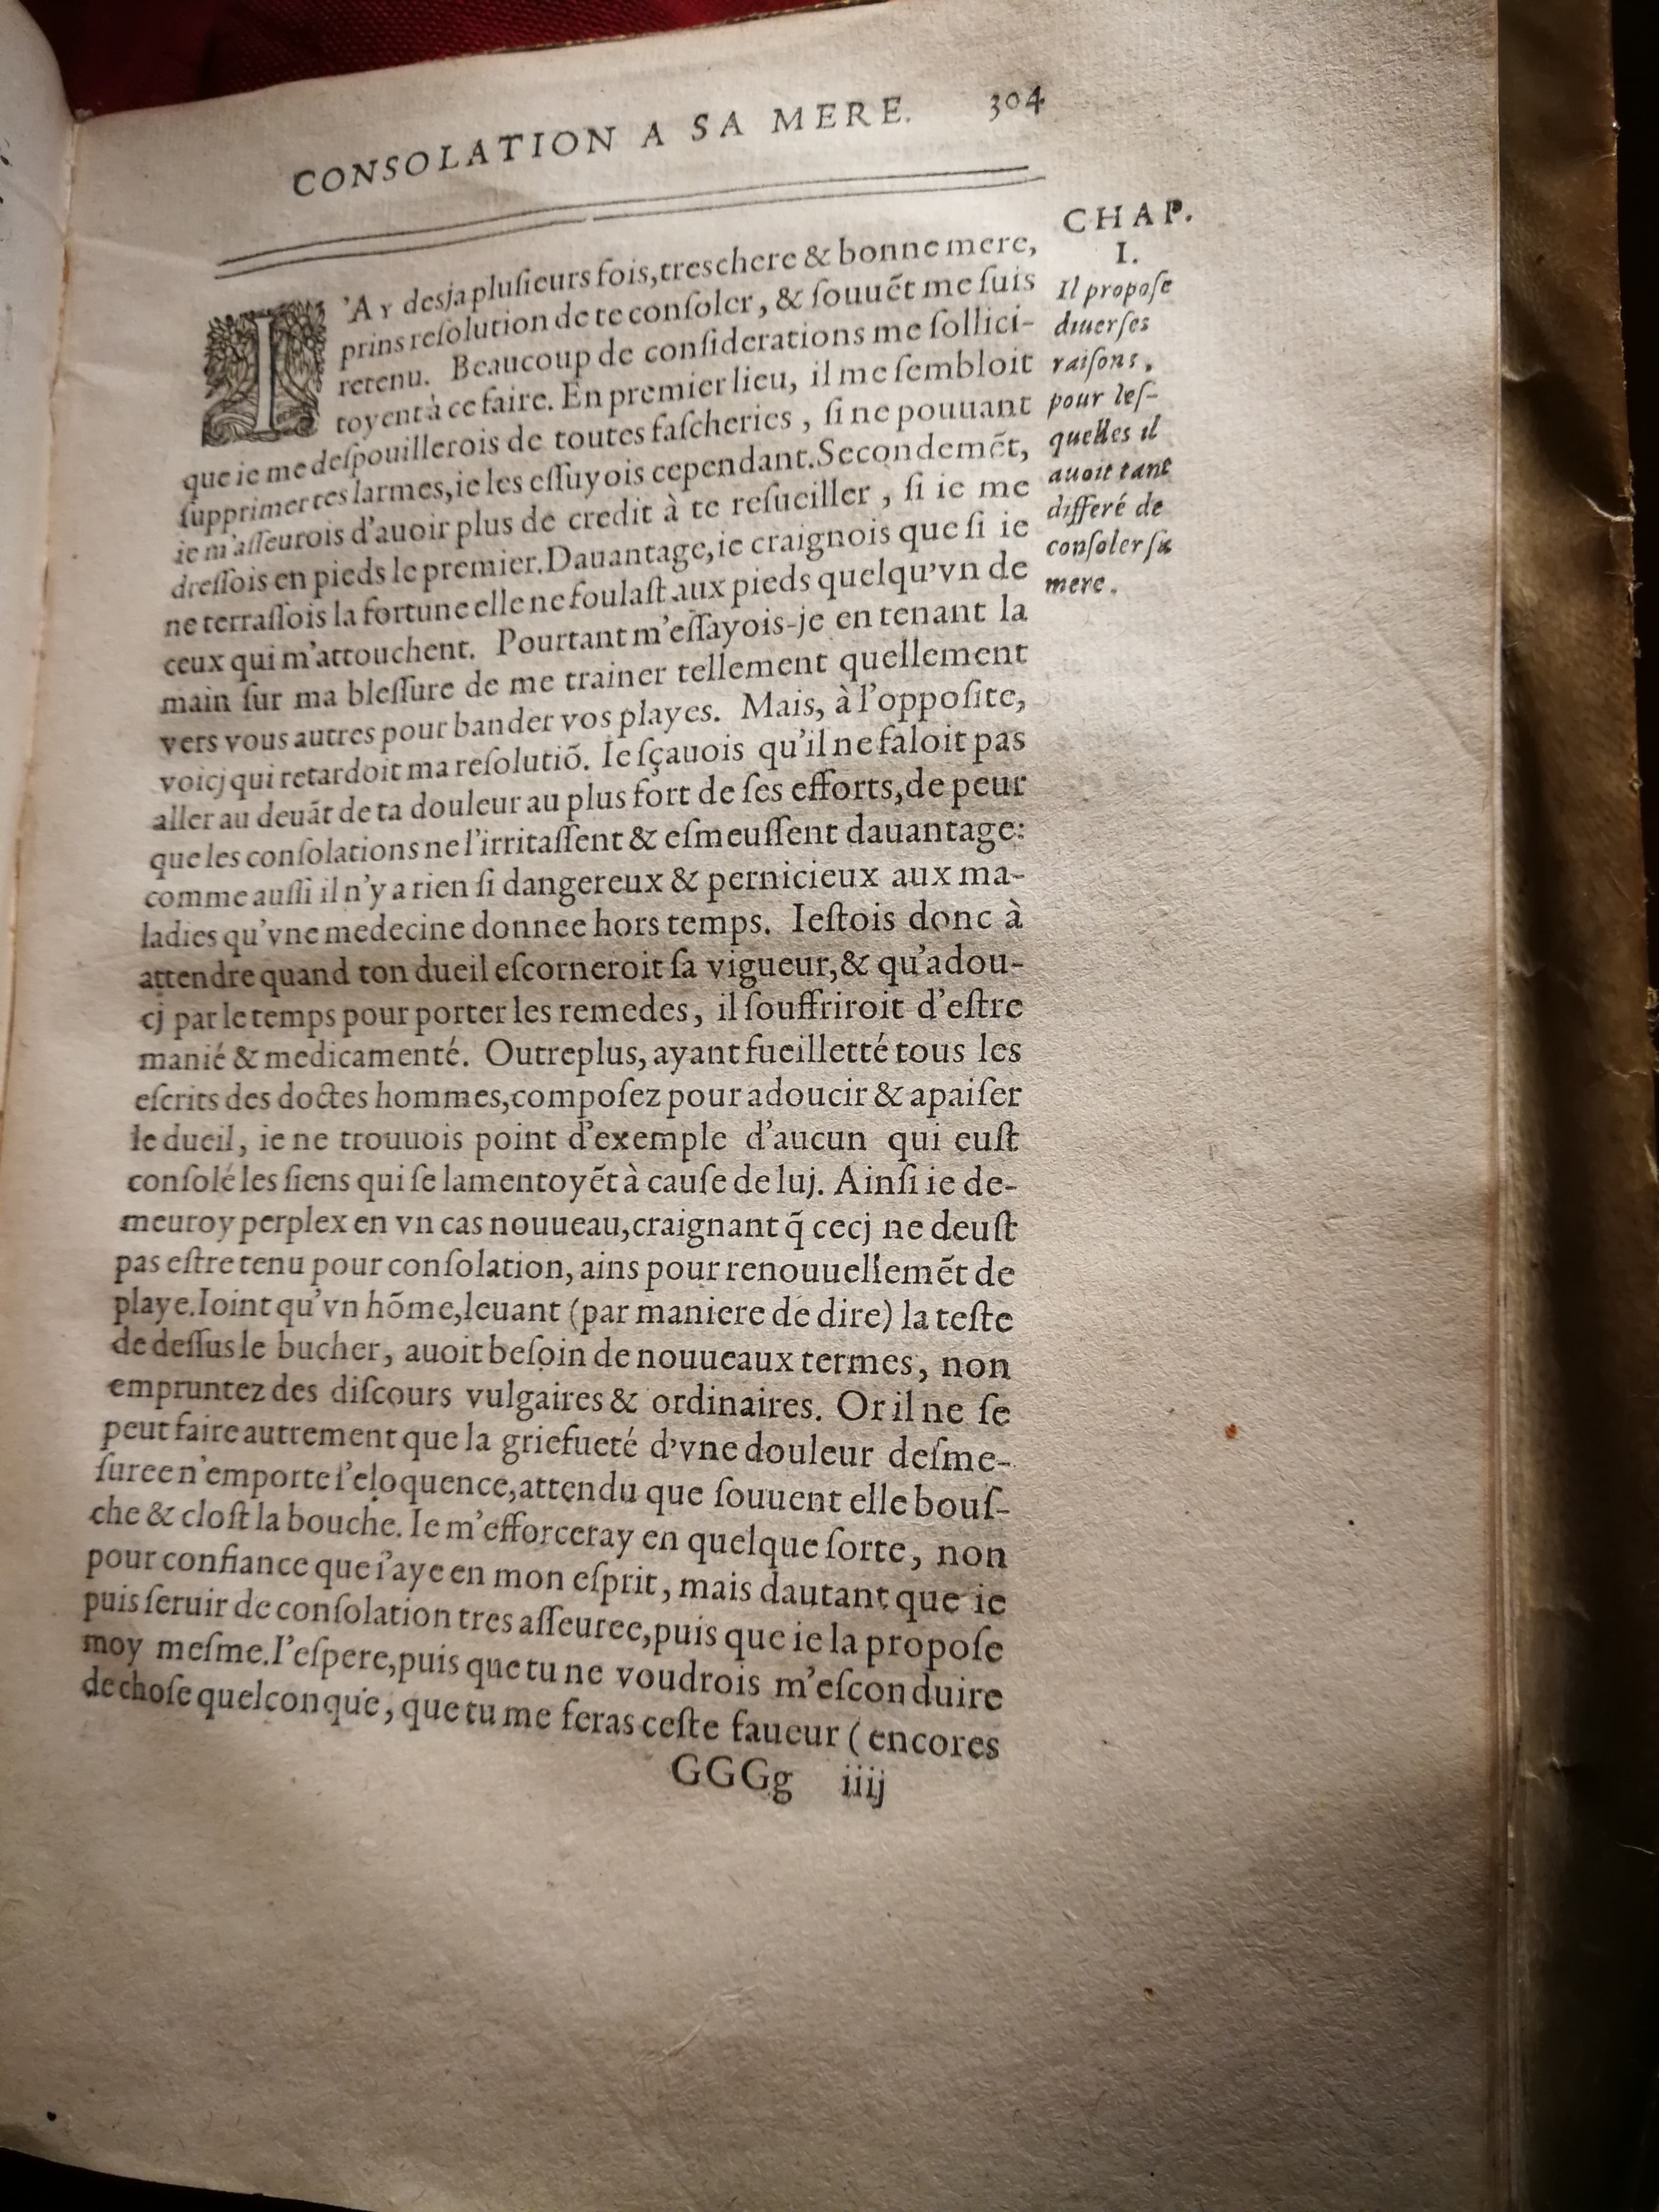 CONSOLATION A SA MERE. 304
I'Ay desja pluſieurs fois, treschere & bonne mere,
prins reſolution de te conſoler, & ſouuẽt me ſuis
retenu. Beaucoup de conſiderations me ſollici-
toyent à ce faire. En premier lieu, il me ſembloit
que ie me deſpouillerois de toutes faſcheries, ſi ne pouuant
ſupprimer tes larmes, ie les eſſuyois cependant. Secondemẽt,
ie m'aſſeurois d'auoir plus de credit à te reſueiller, ſi ie me
dreſſois en pieds le premier. Dauantage, ie craignois que ſi ie
ne terraſſois la fortune elle ne foulaſt aux pieds quelqu'vn de
ceux qui m'attouchent. Pourtant m'eſſayois-je en tenant la
main ſur ma bleſſure de me trainer tellement quellement
vers vous autres pour bander vos playes. Mais, à l'oppoſite,
voicj qui retardoit ma reſolutiõ. Ie ſçauois qu'il ne faloit pas
aller au deuãt de ta douleur au plus fort de ſes efforts, de peur
que les conſolations ne l'irritaſſent & eſmeuſſent dauantage:
comme auſſi il n'y a rien ſi dangereux & pernicieux aux ma-
ladies qu'vne medecine donnee hors temps. Ieſtois donc à
attendre quand ton dueil eſcorneroit ſa vigueur, & qu'adou-
cj par le temps pour porter les remedes, il ſouffriroit d'eſtre
manié & medicamenté. Outreplus, ayant fueilletté tous les
eſcrits des doctes hommes, compoſez pour adoucir & apaiſer
le dueil, ie ne trouuois point d'exemple d'aucun qui euſt
conſolé les ſiens qui ſe lamentoyẽt à cauſe de luj. Ainſi ie de-
meuroy perplex en vn cas nouueau, craignant q̃ cecj ne deuſt
pas eſtre tenu pour conſolation, ains pour renouuellemẽt de
playe. Ioint qu'vn hõme, leuant (par maniere de dire) la teſte
de deſſus le bucher, auoit beſoin de nouueaux termes, non
empruntez des diſcours vulgaires & ordinaires. Or il ne ſe
peut faire autrement que la griefueté d'vne douleur deſme-
ſuree n'emporte l'eloquence, attendu que ſouuent elle bouſ-
che & cloſt la bouche. Ie m'efforceray en quelque ſorte, non
pour confiance que i'aye en mon eſprit, mais dautant que ie
puis ſeruir de conſolation tres aſſeuree, puis que ie la propoſe
moy meſme. I'eſpere, puis que tu ne voudrois m'eſconduire
de choſe quelconque, que tu me feras ceſte faueur (encores
GGGg iiij
CHAP.
I.
Il propoſe
diuerſes
raiſons,
pour leſ-
quelles il
auoit tant
differé de
conſoler ſa
mere.